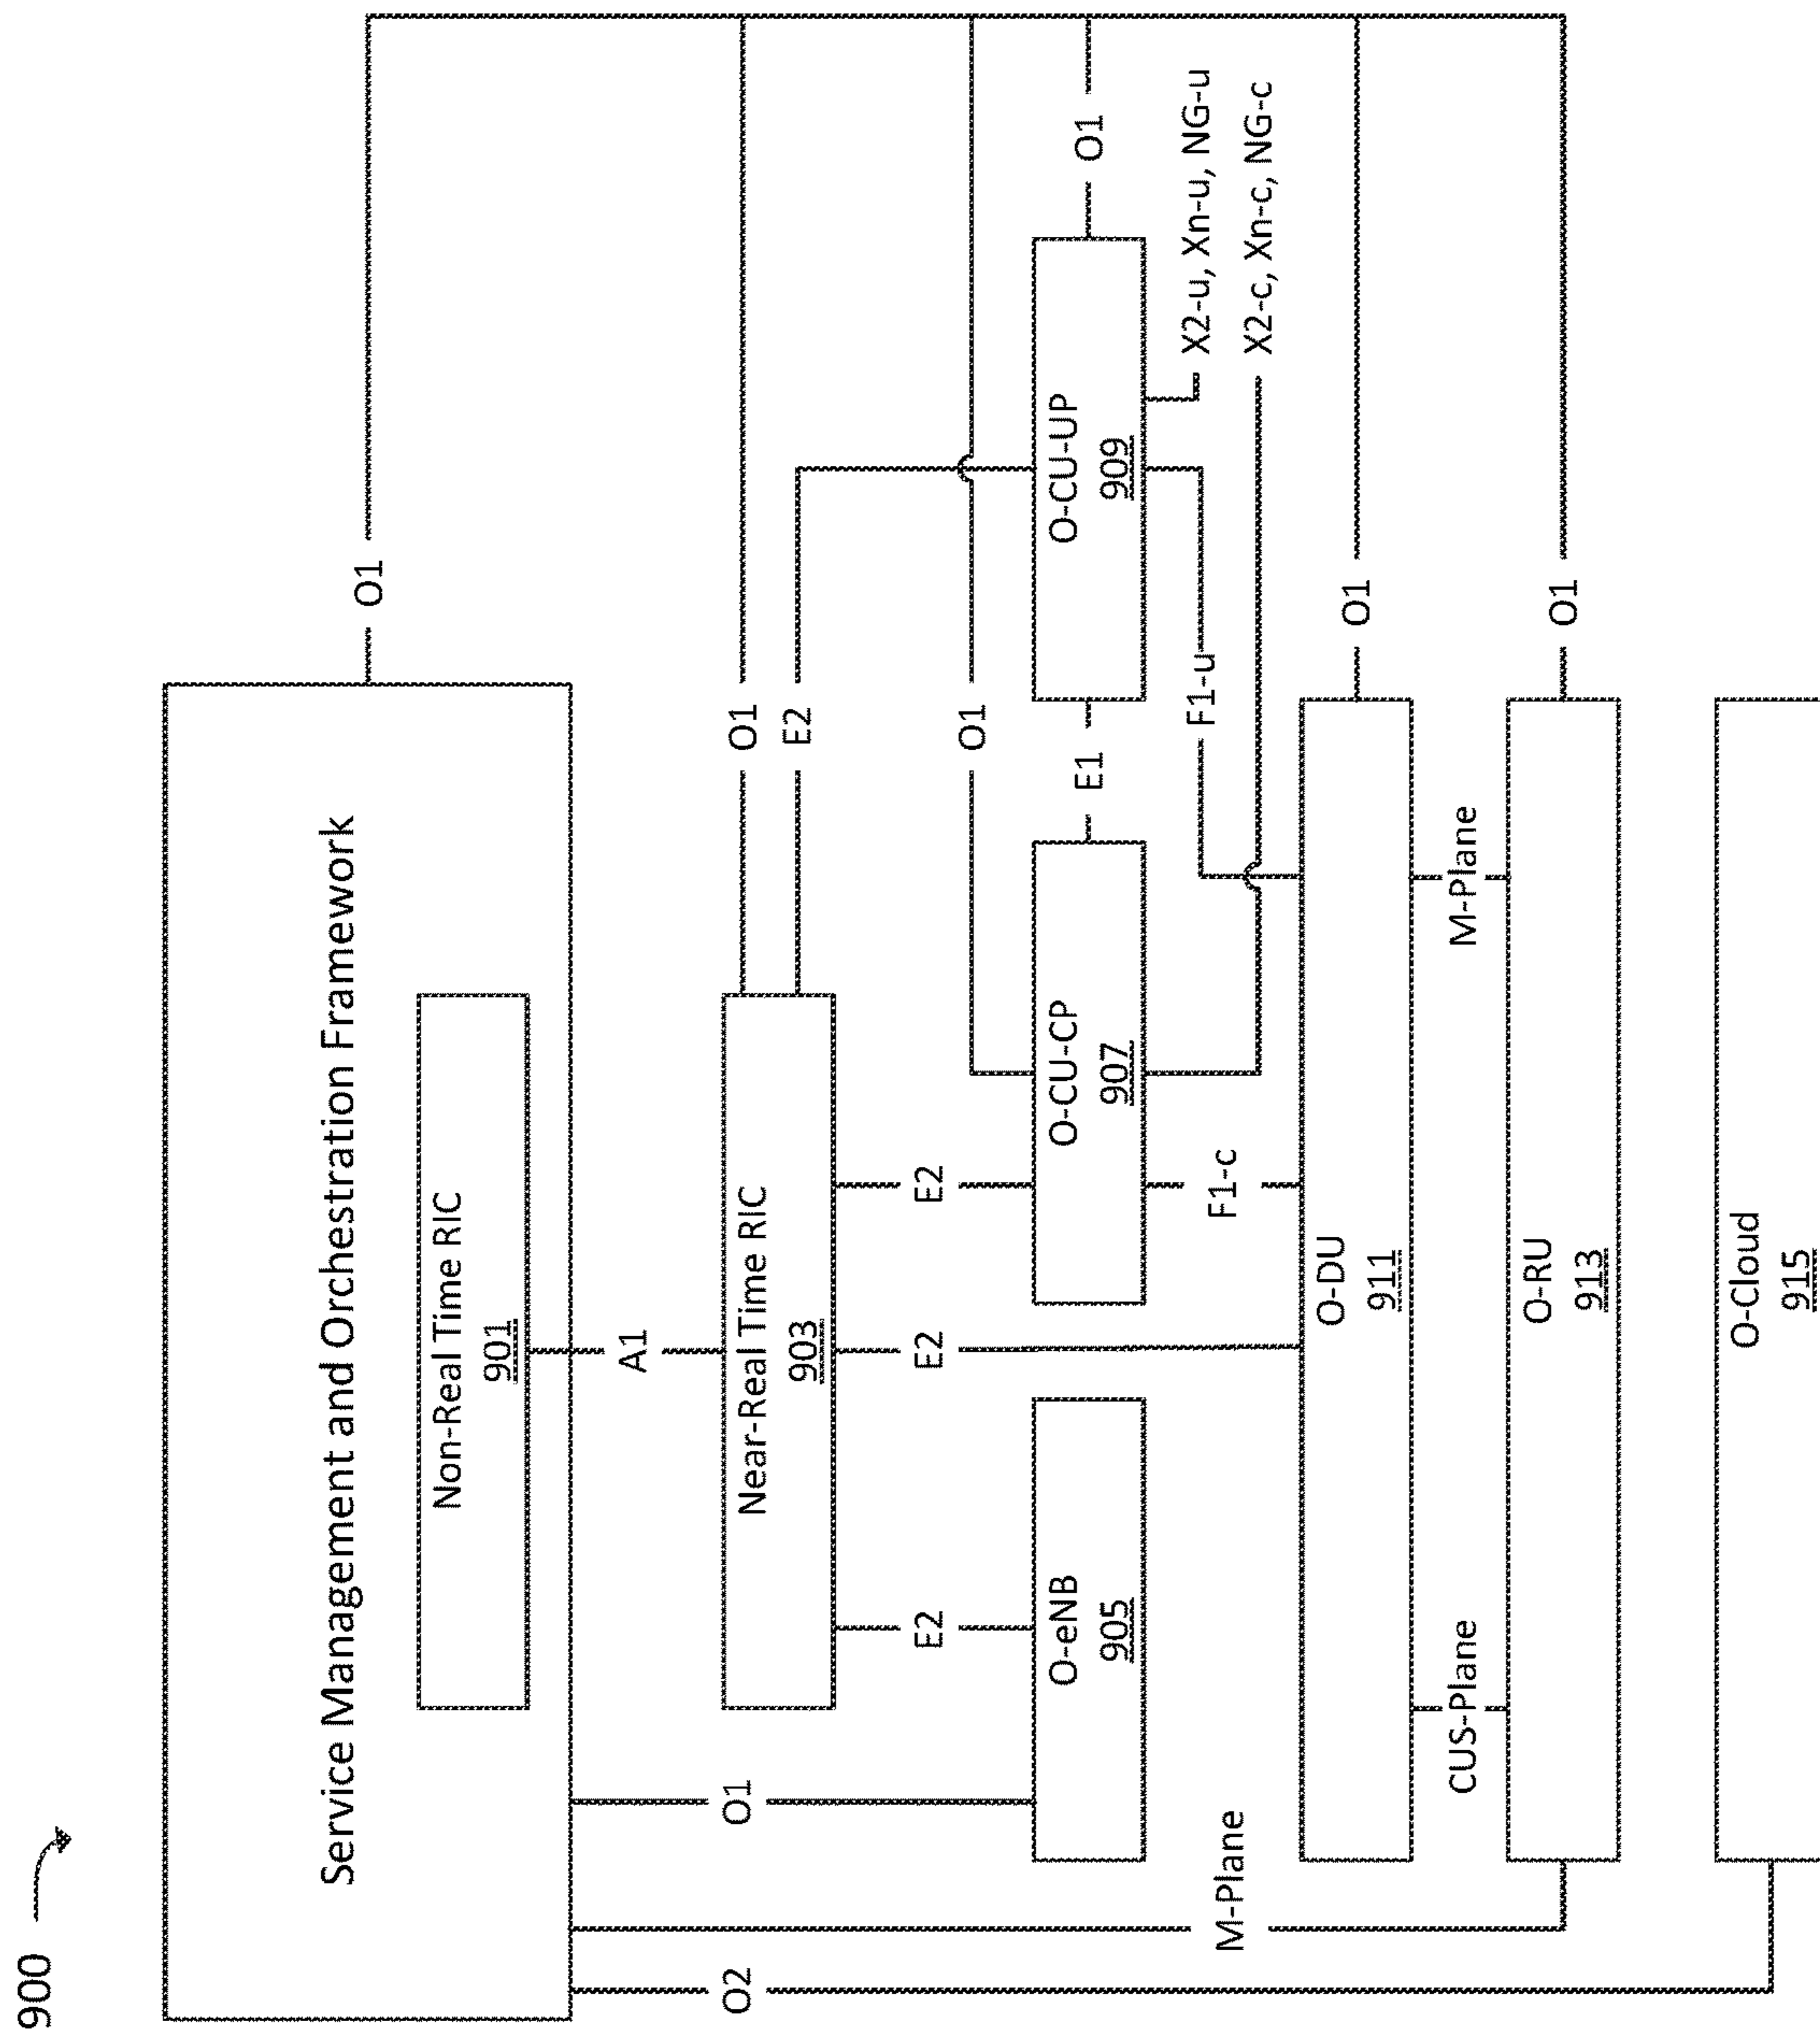 900
Service Management and Orchestration Framework
O1
Non-Real Time RIC
901
A1
O1
O2
O1
E2
Near-Real Time RIC
903
E2
E2
E2
O1
O-eNB
905
O-CU-CP
907
E1
O-CU-UP
909
O1
X2-u, Xn-u, NG-u
X2-c, Xn-c, NG-c
M-Plane
F1-c
F1-u
O-DU
911
O1
CUS-Plane
M-Plane
O-RU
913
O1
O-Cloud
915